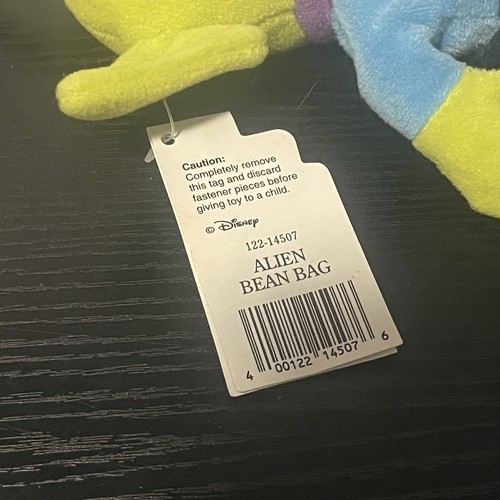 Caution:
Completely remove
this tag and discard
fastener pieces before
giving toy to a child.
© Disney
122-14507
ALIEN
BEAN BAG
4 00122 14507 6